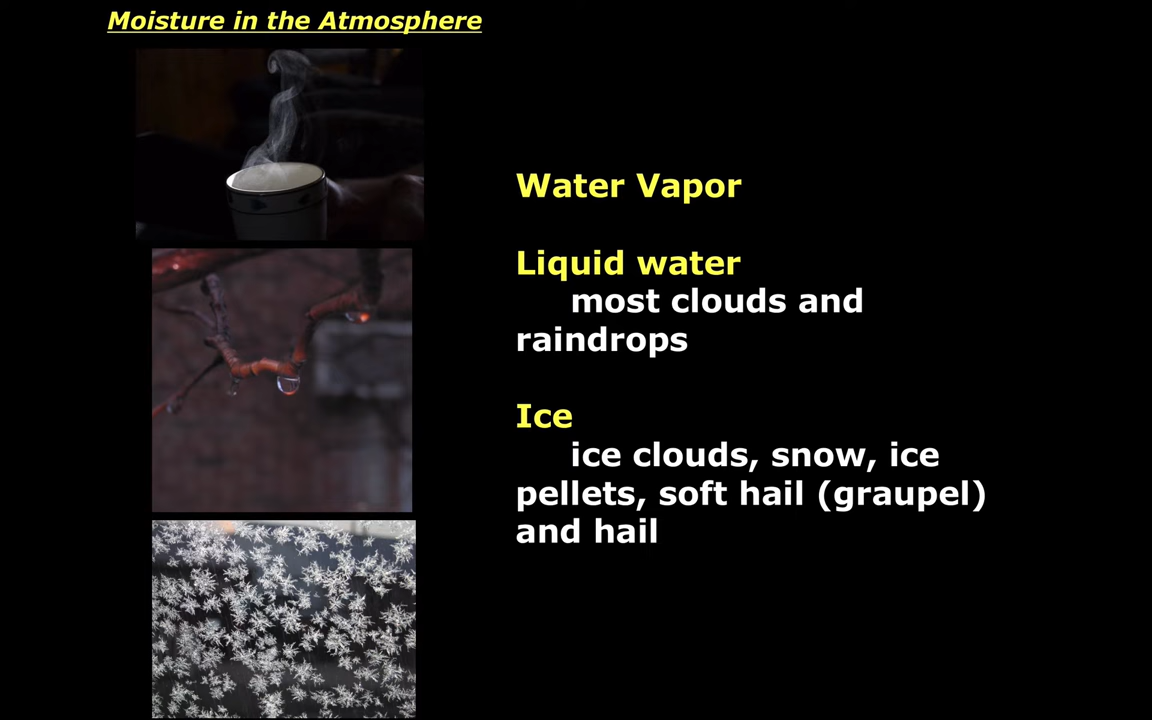 Moisture in the Atmosphere
Water Vapor
Liquid water
most clouds and
raindrops
Ice
ice clouds, snow, ice
pellets, soft hail (graupel)
and hail